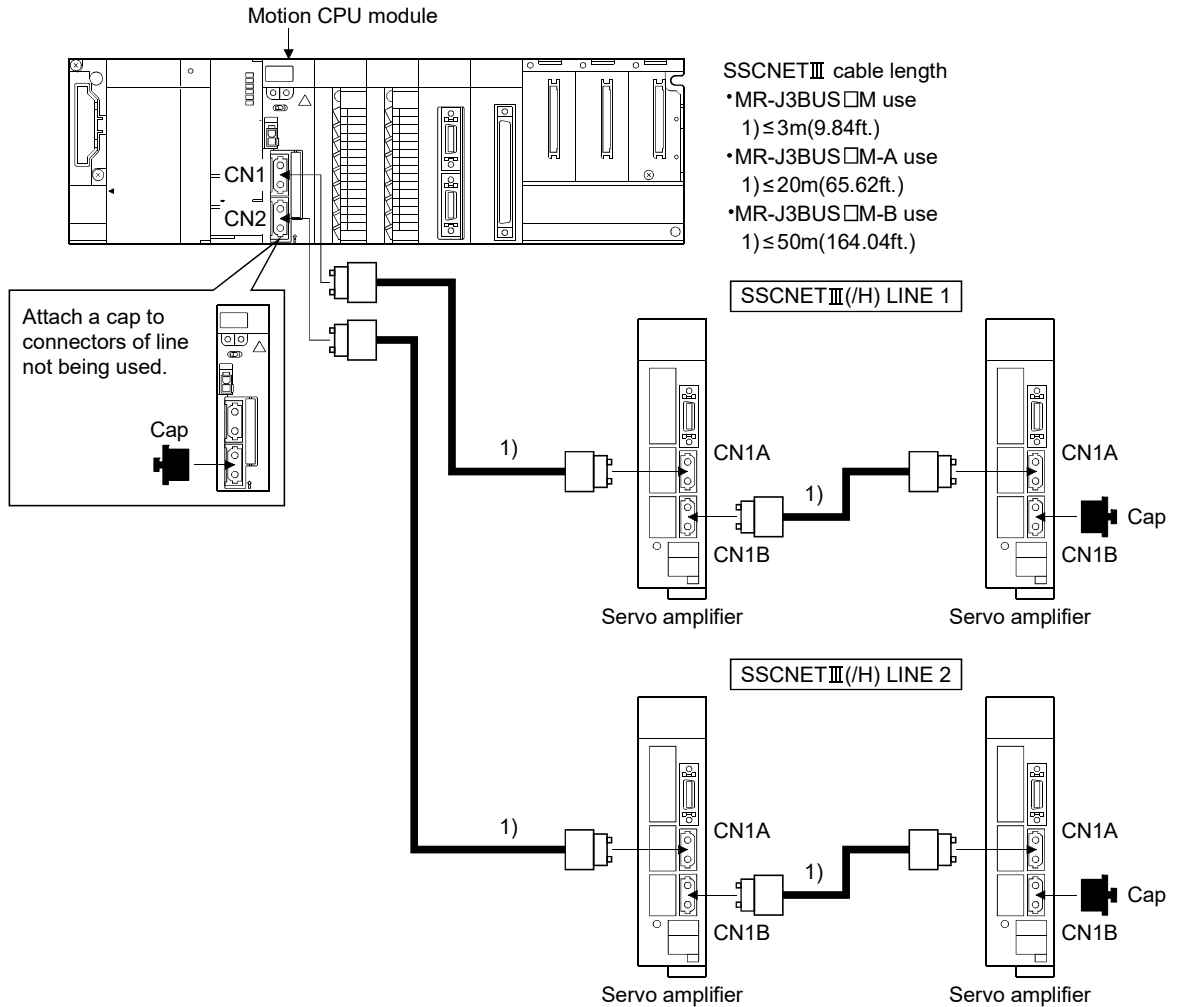 Motion CPU module
CN1
CN2
SSCNETⅢ cable length
•MR-J3BUS□M use
1)≤3m(9.84ft.)
•MR-J3BUS□M-A use
1)≤20m(65.62ft.)
•MR-J3BUS□M-B use
1)≤50m(164.04ft.)
Attach a cap to
connectors of line
not being used.
Cap
SSCNETⅢ(/H) LINE 1
1)
CN1A
1)
CN1A
CN1B
CN1B
Cap
Servo amplifier
Servo amplifier
SSCNETⅢ(/H) LINE 2
1)
CN1A
1)
CN1A
CN1B
CN1B
Cap
Servo amplifier
Servo amplifier